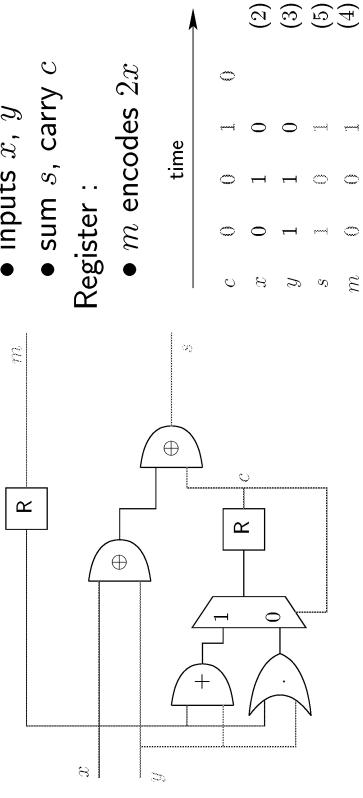 • inputs x, y
• sum s, carry c
Register :
• m encodes 2x
time
c 0 0 1 0
x 0 1 0 (2)
y 1 1 0 (3)
s 1 0 1 (5)
m 0 0 1 (4)
R
m
x
y
⊕
⊕
s
+
·
1
0
R
c